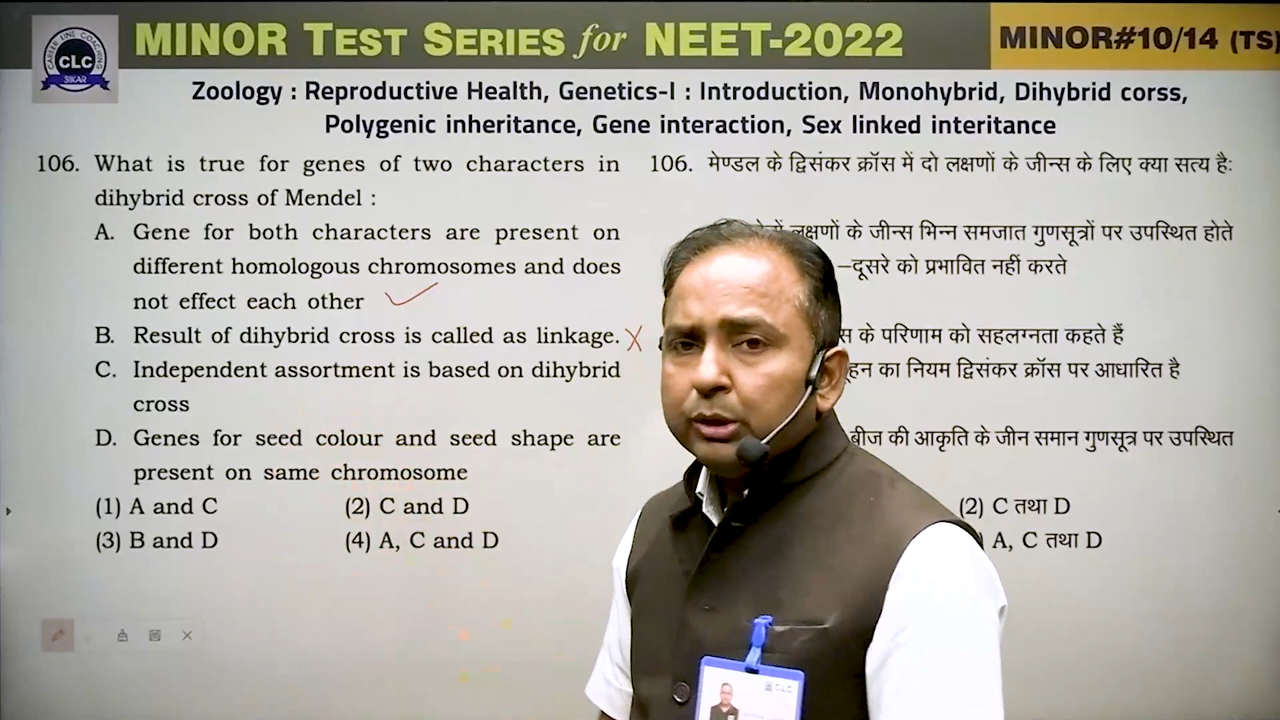 CAREER LINE COACHING
CLC
SIKAR
MINOR TEST SERIES for NEET-2022
MINOR#10/14 (TS)
Zoology : Reproductive Health, Genetics-I : Introduction, Monohybrid, Dihybrid corss,
Polygenic inheritance, Gene interaction, Sex linked interitance
106. What is true for genes of two characters in
dihybrid cross of Mendel :
A. Gene for both characters are present on
different homologous chromosomes and does
not effect each other
B. Result of dihybrid cross is called as linkage.
C. Independent assortment is based on dihybrid
cross
D. Genes for seed colour and seed shape are
present on same chromosome
(1) A and C (2) C and D
(3) B and D (4) A, C and D
106. मेण्डल के द्विसंकर क्रॉस में दो लक्षणों के जीन्स के लिए क्या सत्य है:
लक्षणों के जीन्स भिन्न समजात गुणसूत्रों पर उपस्थित होते
–दूसरे को प्रभावित नहीं करते
के परिणाम को सहलग्नता कहते हैं
का नियम द्विसंकर क्रॉस पर आधारित है
बीज की आकृति के जीन समान गुणसूत्र पर उपस्थित
(2) C तथा D
A, C तथा D
CLC